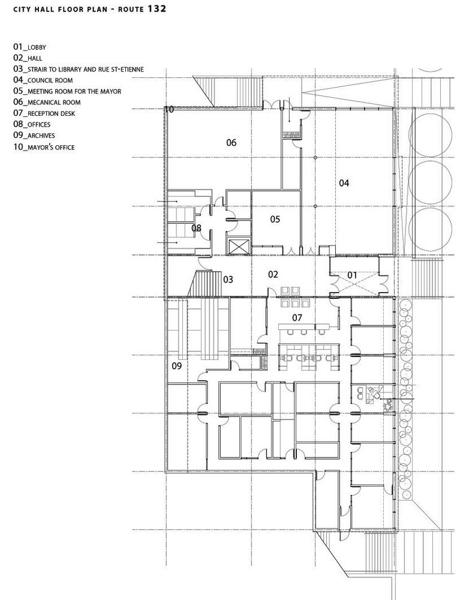 CITY HALL FLOOR PLAN - ROUTE 132
01_LOBBY
02_HALL
03_STRAIR TO LIBRARY AND RUE ST-ETIENNE
04_COUNCIL ROOM
05_MEETING ROOM FOR THE MAYOR
06_MECANICAL ROOM
07_RECEPTION DESK
08_OFFICES
09_ARCHIVES
10_MAYOR'S OFFICE
10
06
04
05
08
02
01
03
07
09